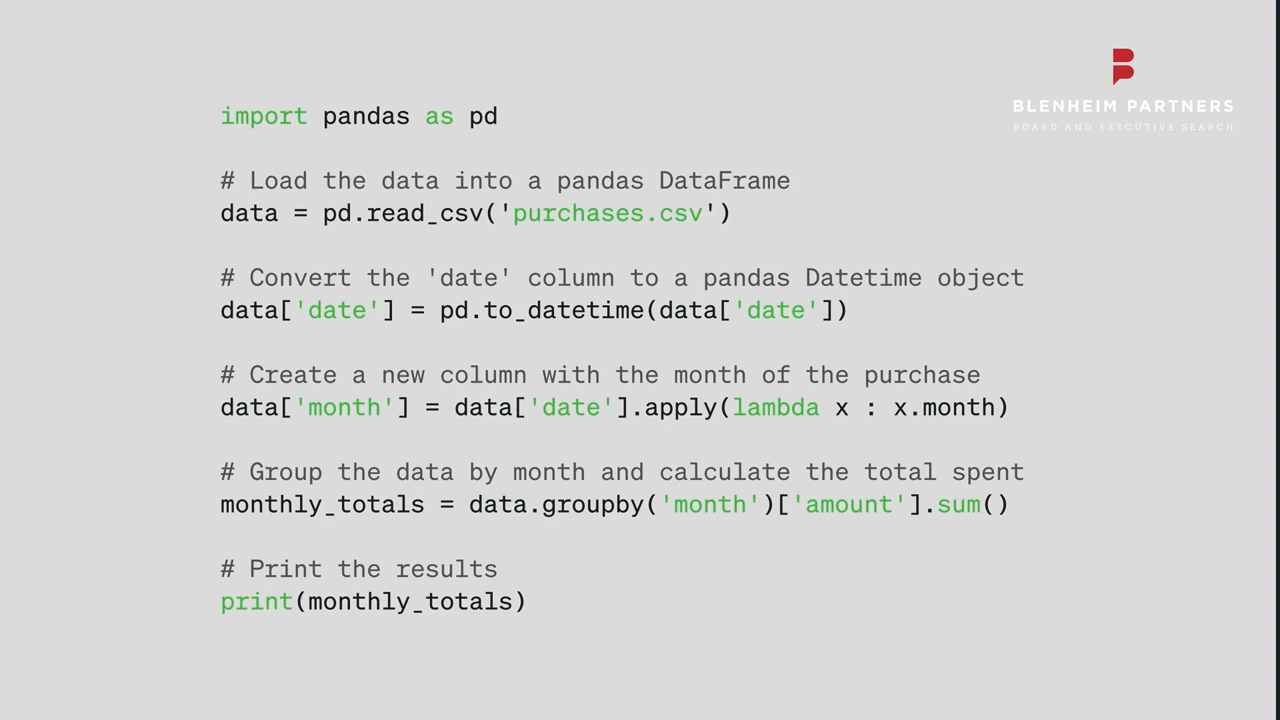 BLENHEIM PARTNERS
BOARD AND EXECUTIVE SEARCH
import pandas as pd
# Load the data into a pandas DataFrame
data = pd.read_csv('purchases.csv')
# Convert the 'date' column to a pandas Datetime object
data['date'] = pd.to_datetime(data['date'])
# Create a new column with the month of the purchase
data['month'] = data['date'].apply(lambda x : x.month)
# Group the data by month and calculate the total spent
monthly_totals = data.groupby('month')['amount'].sum()
# Print the results
print(monthly_totals)